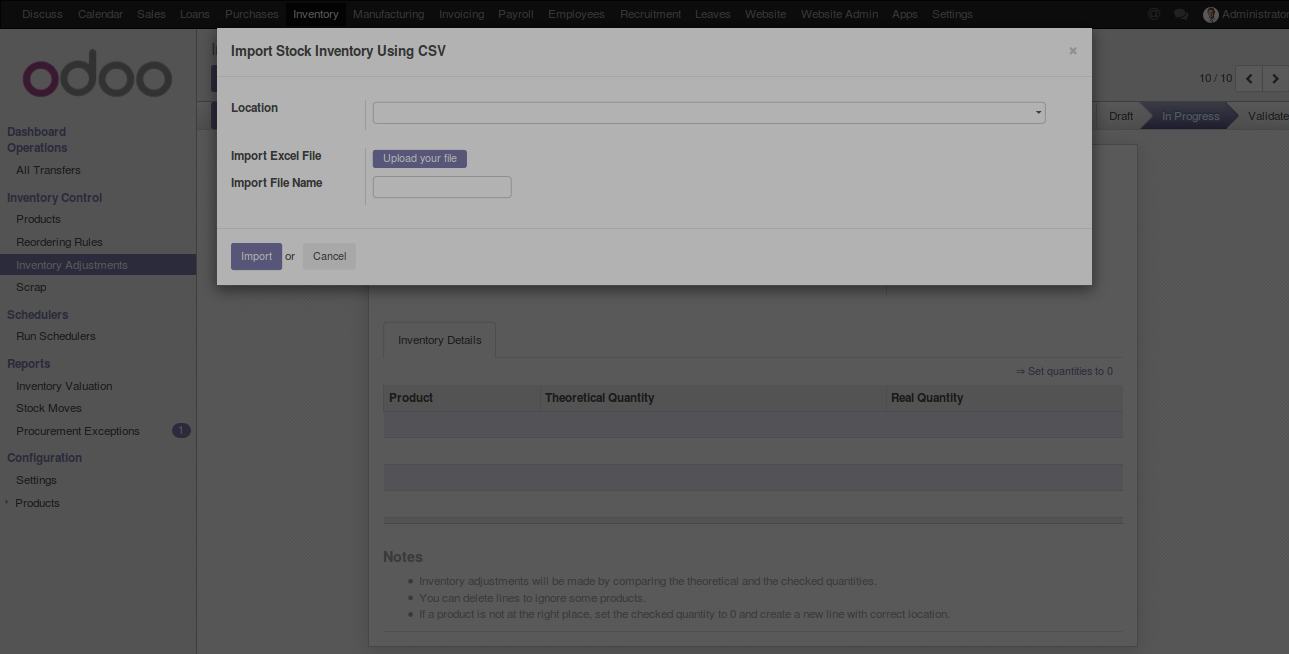 Discuss Calendar Sales Loans Purchases Inventory Manufacturing Invoicing Payroll Employees Recruitment Leaves Website Website Admin Apps Settings @ Administrator
Import Stock Inventory Using CSV ×
odoo
10 / 10
Location
Draft In Progress Validate
Dashboard
Operations
All Transfers
Import Excel File Upload your file
Import File Name
Inventory Control
Products
Reordering Rules
Inventory Adjustments
Scrap
Import or Cancel
Schedulers
Run Schedulers
Reports
Inventory Valuation
Stock Moves
Procurement Exceptions 1
Configuration
Settings
Products
Inventory Details
⇒ Set quantities to 0
Product Theoretical Quantity Real Quantity
Notes
Inventory adjustments will be made by comparing the theoretical and the checked quantities.
You can delete lines to ignore some products.
If a product is not at the right place, set the checked quantity to 0 and create a new line with correct location.